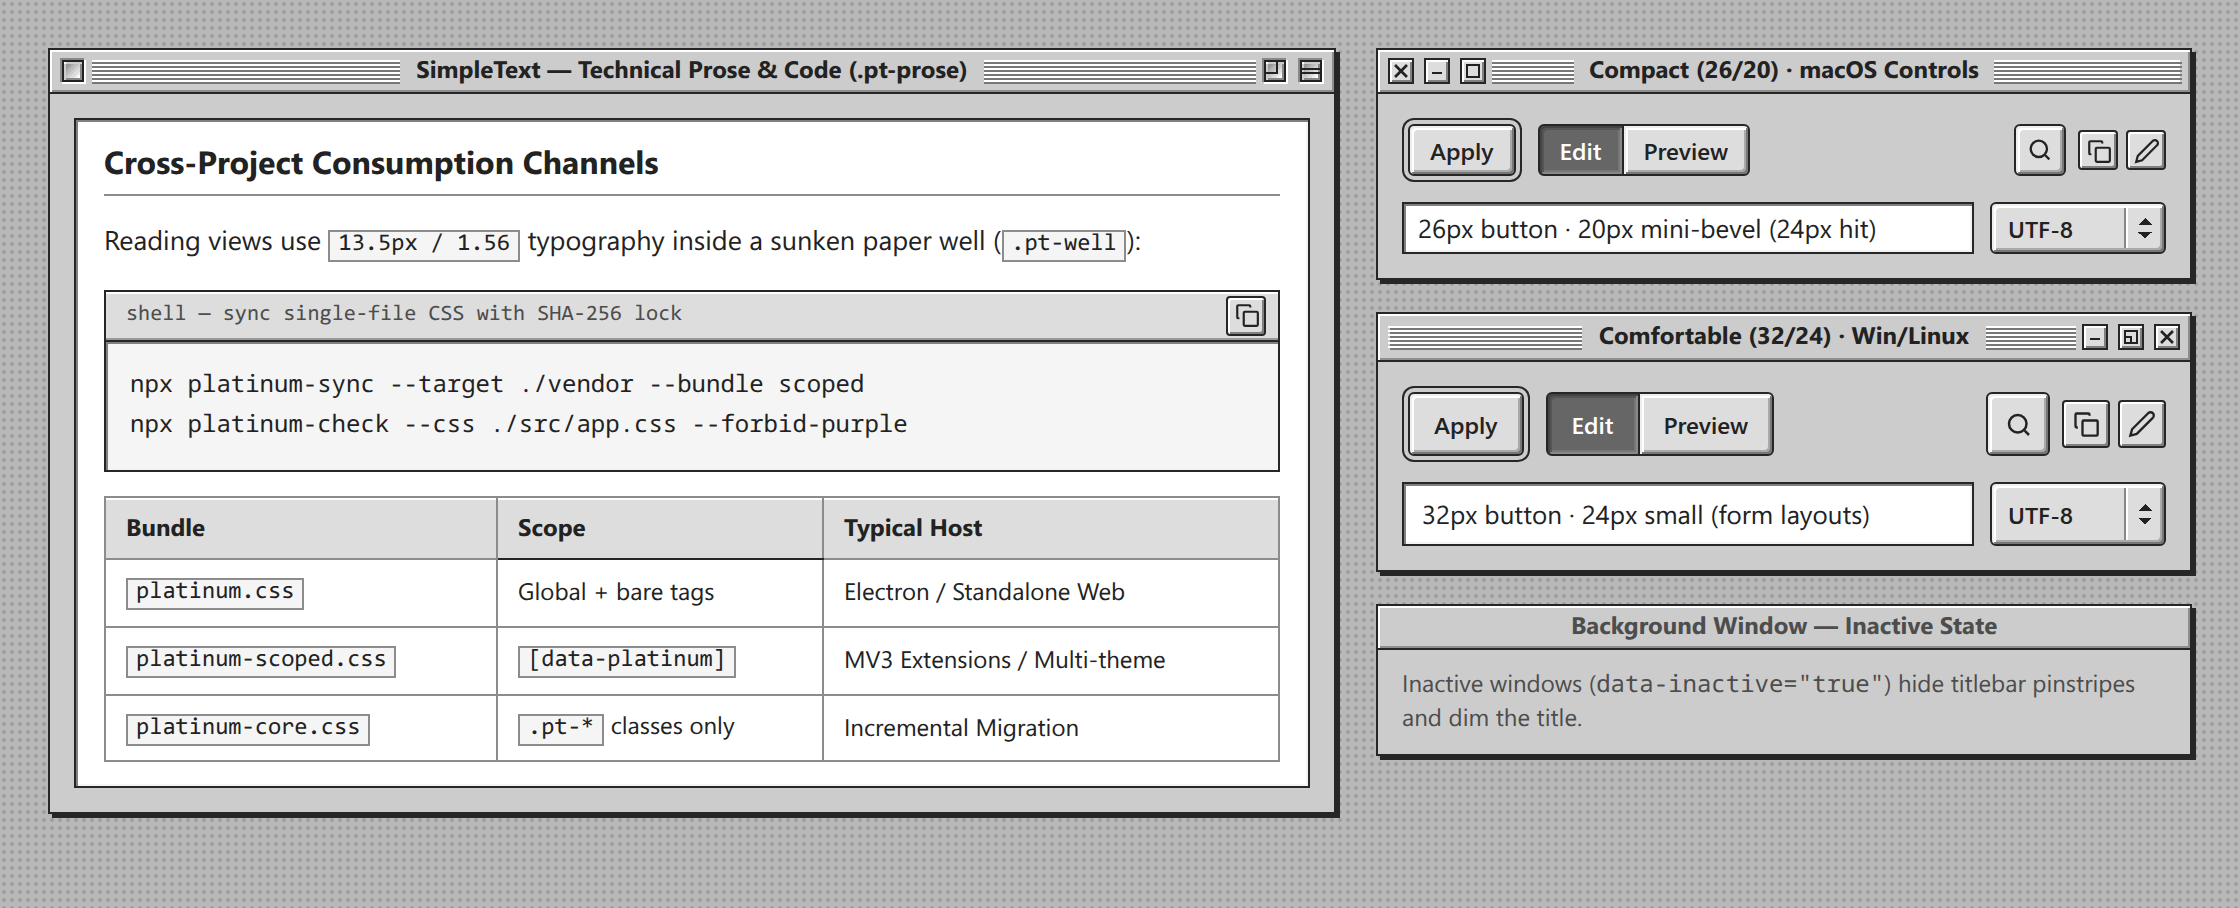 SimpleText — Technical Prose & Code (.pt-prose)
Cross-Project Consumption Channels
Reading views use 13.5px / 1.56 typography inside a sunken paper well (.pt-well):
shell — sync single-file CSS with SHA-256 lock
npx platinum-sync --target ./vendor --bundle scoped
npx platinum-check --css ./src/app.css --forbid-purple
Bundle Scope Typical Host
platinum.css Global + bare tags Electron / Standalone Web
platinum-scoped.css [data-platinum] MV3 Extensions / Multi-theme
platinum-core.css .pt-* classes only Incremental Migration
Compact (26/20) · macOS Controls
Apply Edit Preview
26px button · 20px mini-bevel (24px hit) UTF-8
Comfortable (32/24) · Win/Linux
Apply Edit Preview
32px button · 24px small (form layouts) UTF-8
Background Window — Inactive State
Inactive windows (data-inactive="true") hide titlebar pinstripes
and dim the title.